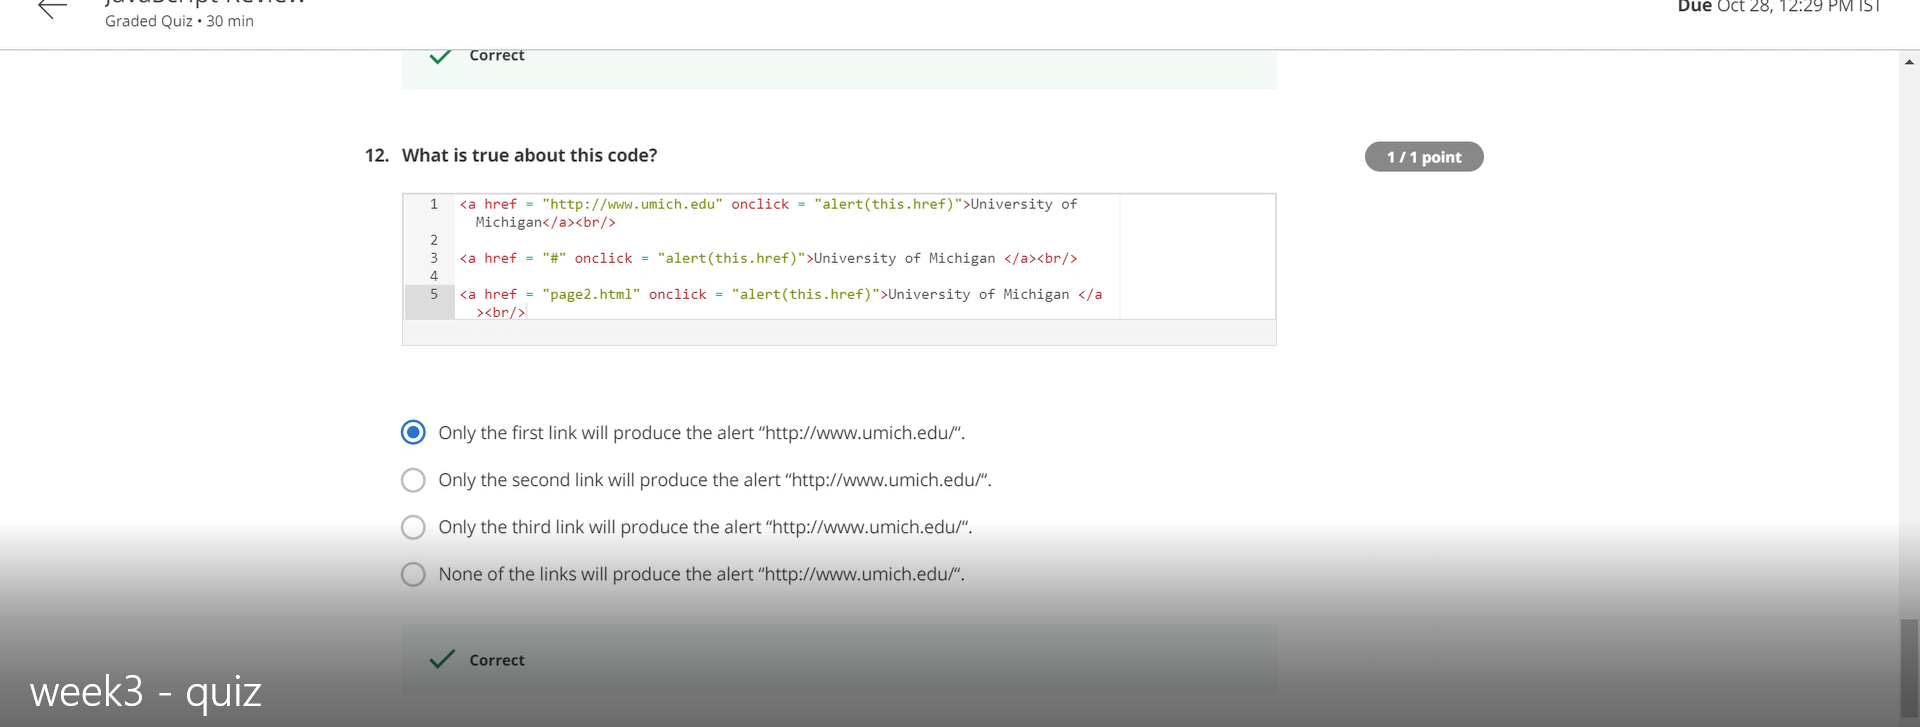 JavaScript Review
Graded Quiz • 30 min
Due Oct 28, 12:29 PM IST
Correct
12. What is true about this code?
1 / 1 point
1 <a href = "http://www.umich.edu" onclick = "alert(this.href)">University of
Michigan</a><br/>
2
3 <a href = "#" onclick = "alert(this.href)">University of Michigan </a><br/>
4
5 <a href = "page2.html" onclick = "alert(this.href)">University of Michigan </a
><br/>
Only the first link will produce the alert “http://www.umich.edu/“.
Only the second link will produce the alert “http://www.umich.edu/“.
Only the third link will produce the alert “http://www.umich.edu/“.
None of the links will produce the alert “http://www.umich.edu/“.
Correct
week3 - quiz